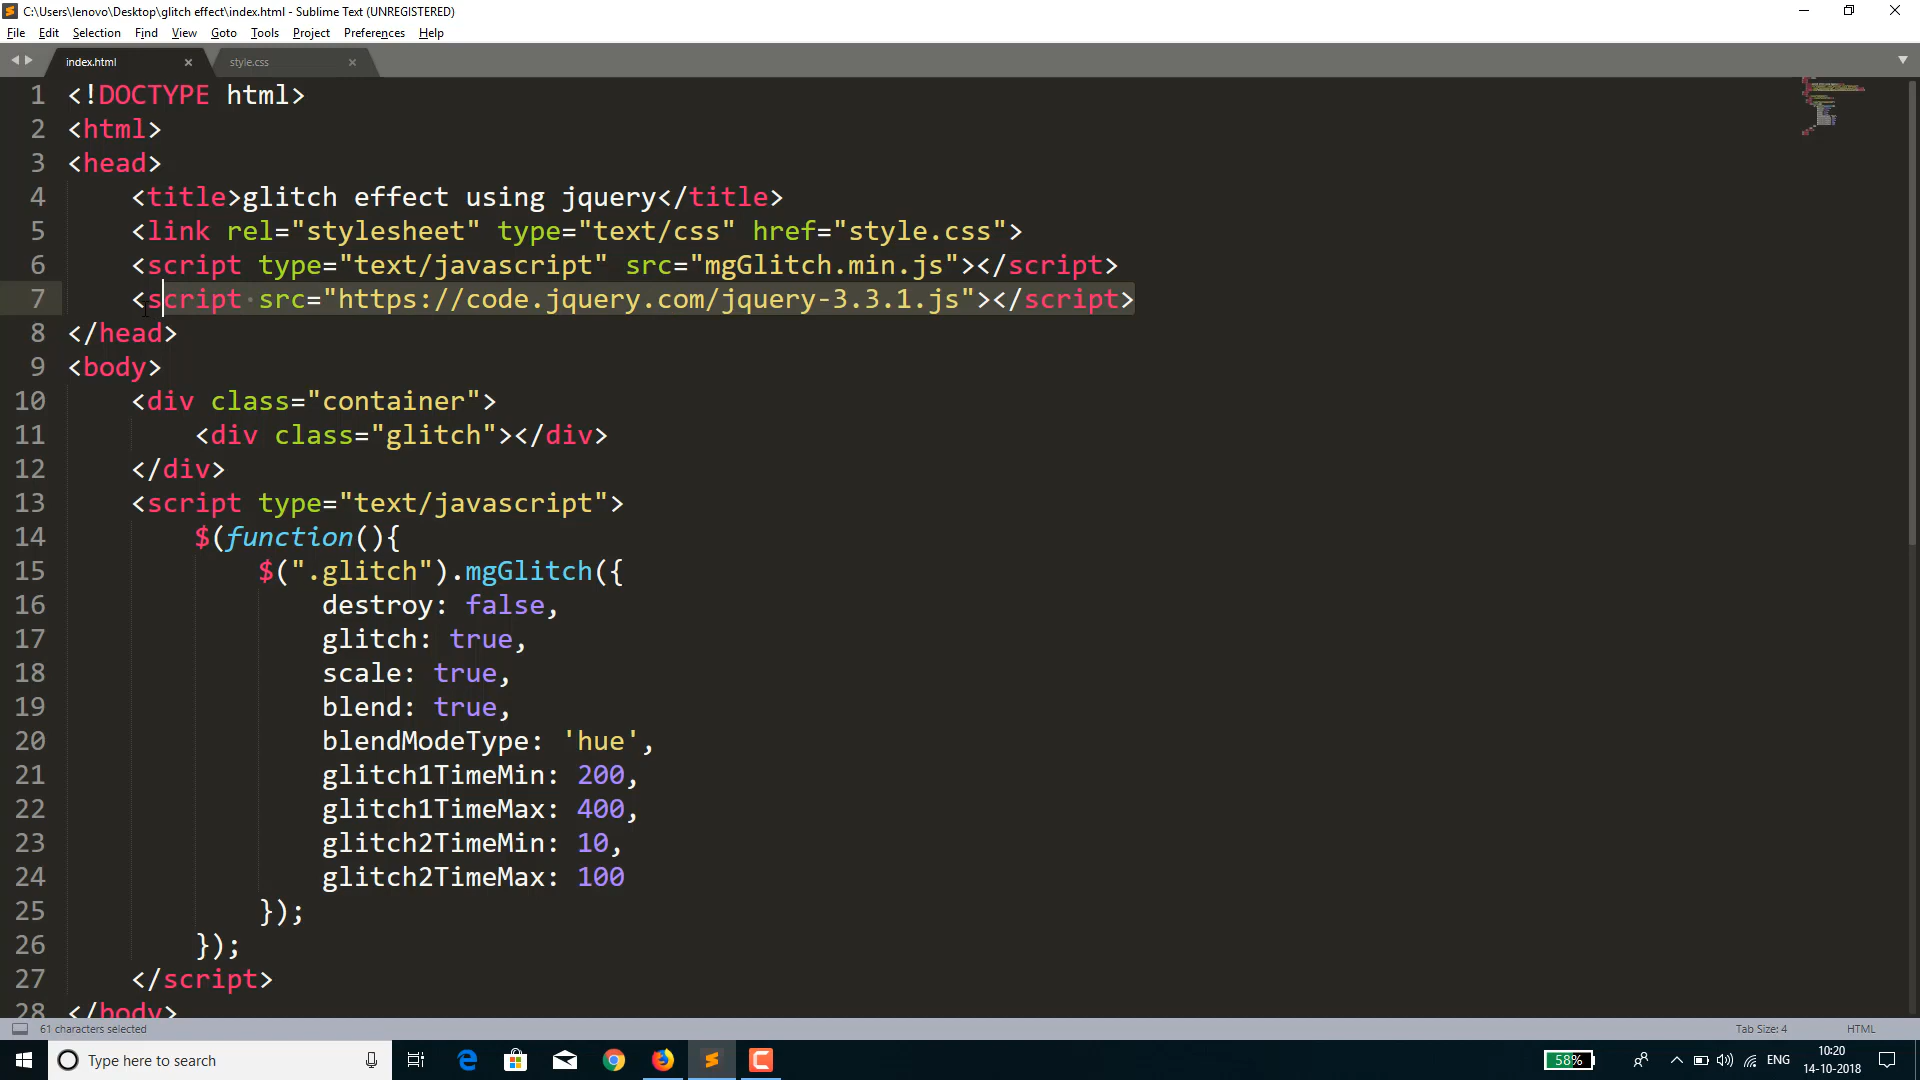 C:\Users\lenovo\Desktop\glitch effect\index.html - Sublime Text (UNREGISTERED)
File Edit Selection Find View Goto Tools Project Preferences Help
index.html × style.css ×
1 <!DOCTYPE html>
2 <html>
3 <head>
4 <title>glitch effect using jquery</title>
5 <link rel="stylesheet" type="text/css" href="style.css">
6 <script type="text/javascript" src="mgGlitch.min.js"></script>
7 <script src="https://code.jquery.com/jquery-3.3.1.js"></script>
8 </head>
9 <body>
10 <div class="container">
11 <div class="glitch"></div>
12 </div>
13 <script type="text/javascript">
14 $(function(){
15 $(".glitch").mgGlitch({
16 destroy: false,
17 glitch: true,
18 scale: true,
19 blend: true,
20 blendModeType: 'hue',
21 glitch1TimeMin: 200,
22 glitch1TimeMax: 400,
23 glitch2TimeMin: 10,
24 glitch2TimeMax: 100
25 });
26 });
27 </script>
28 </body>
61 characters selected Tab Size: 4 HTML
Type here to search 58% ENG 10:20
14-10-2018